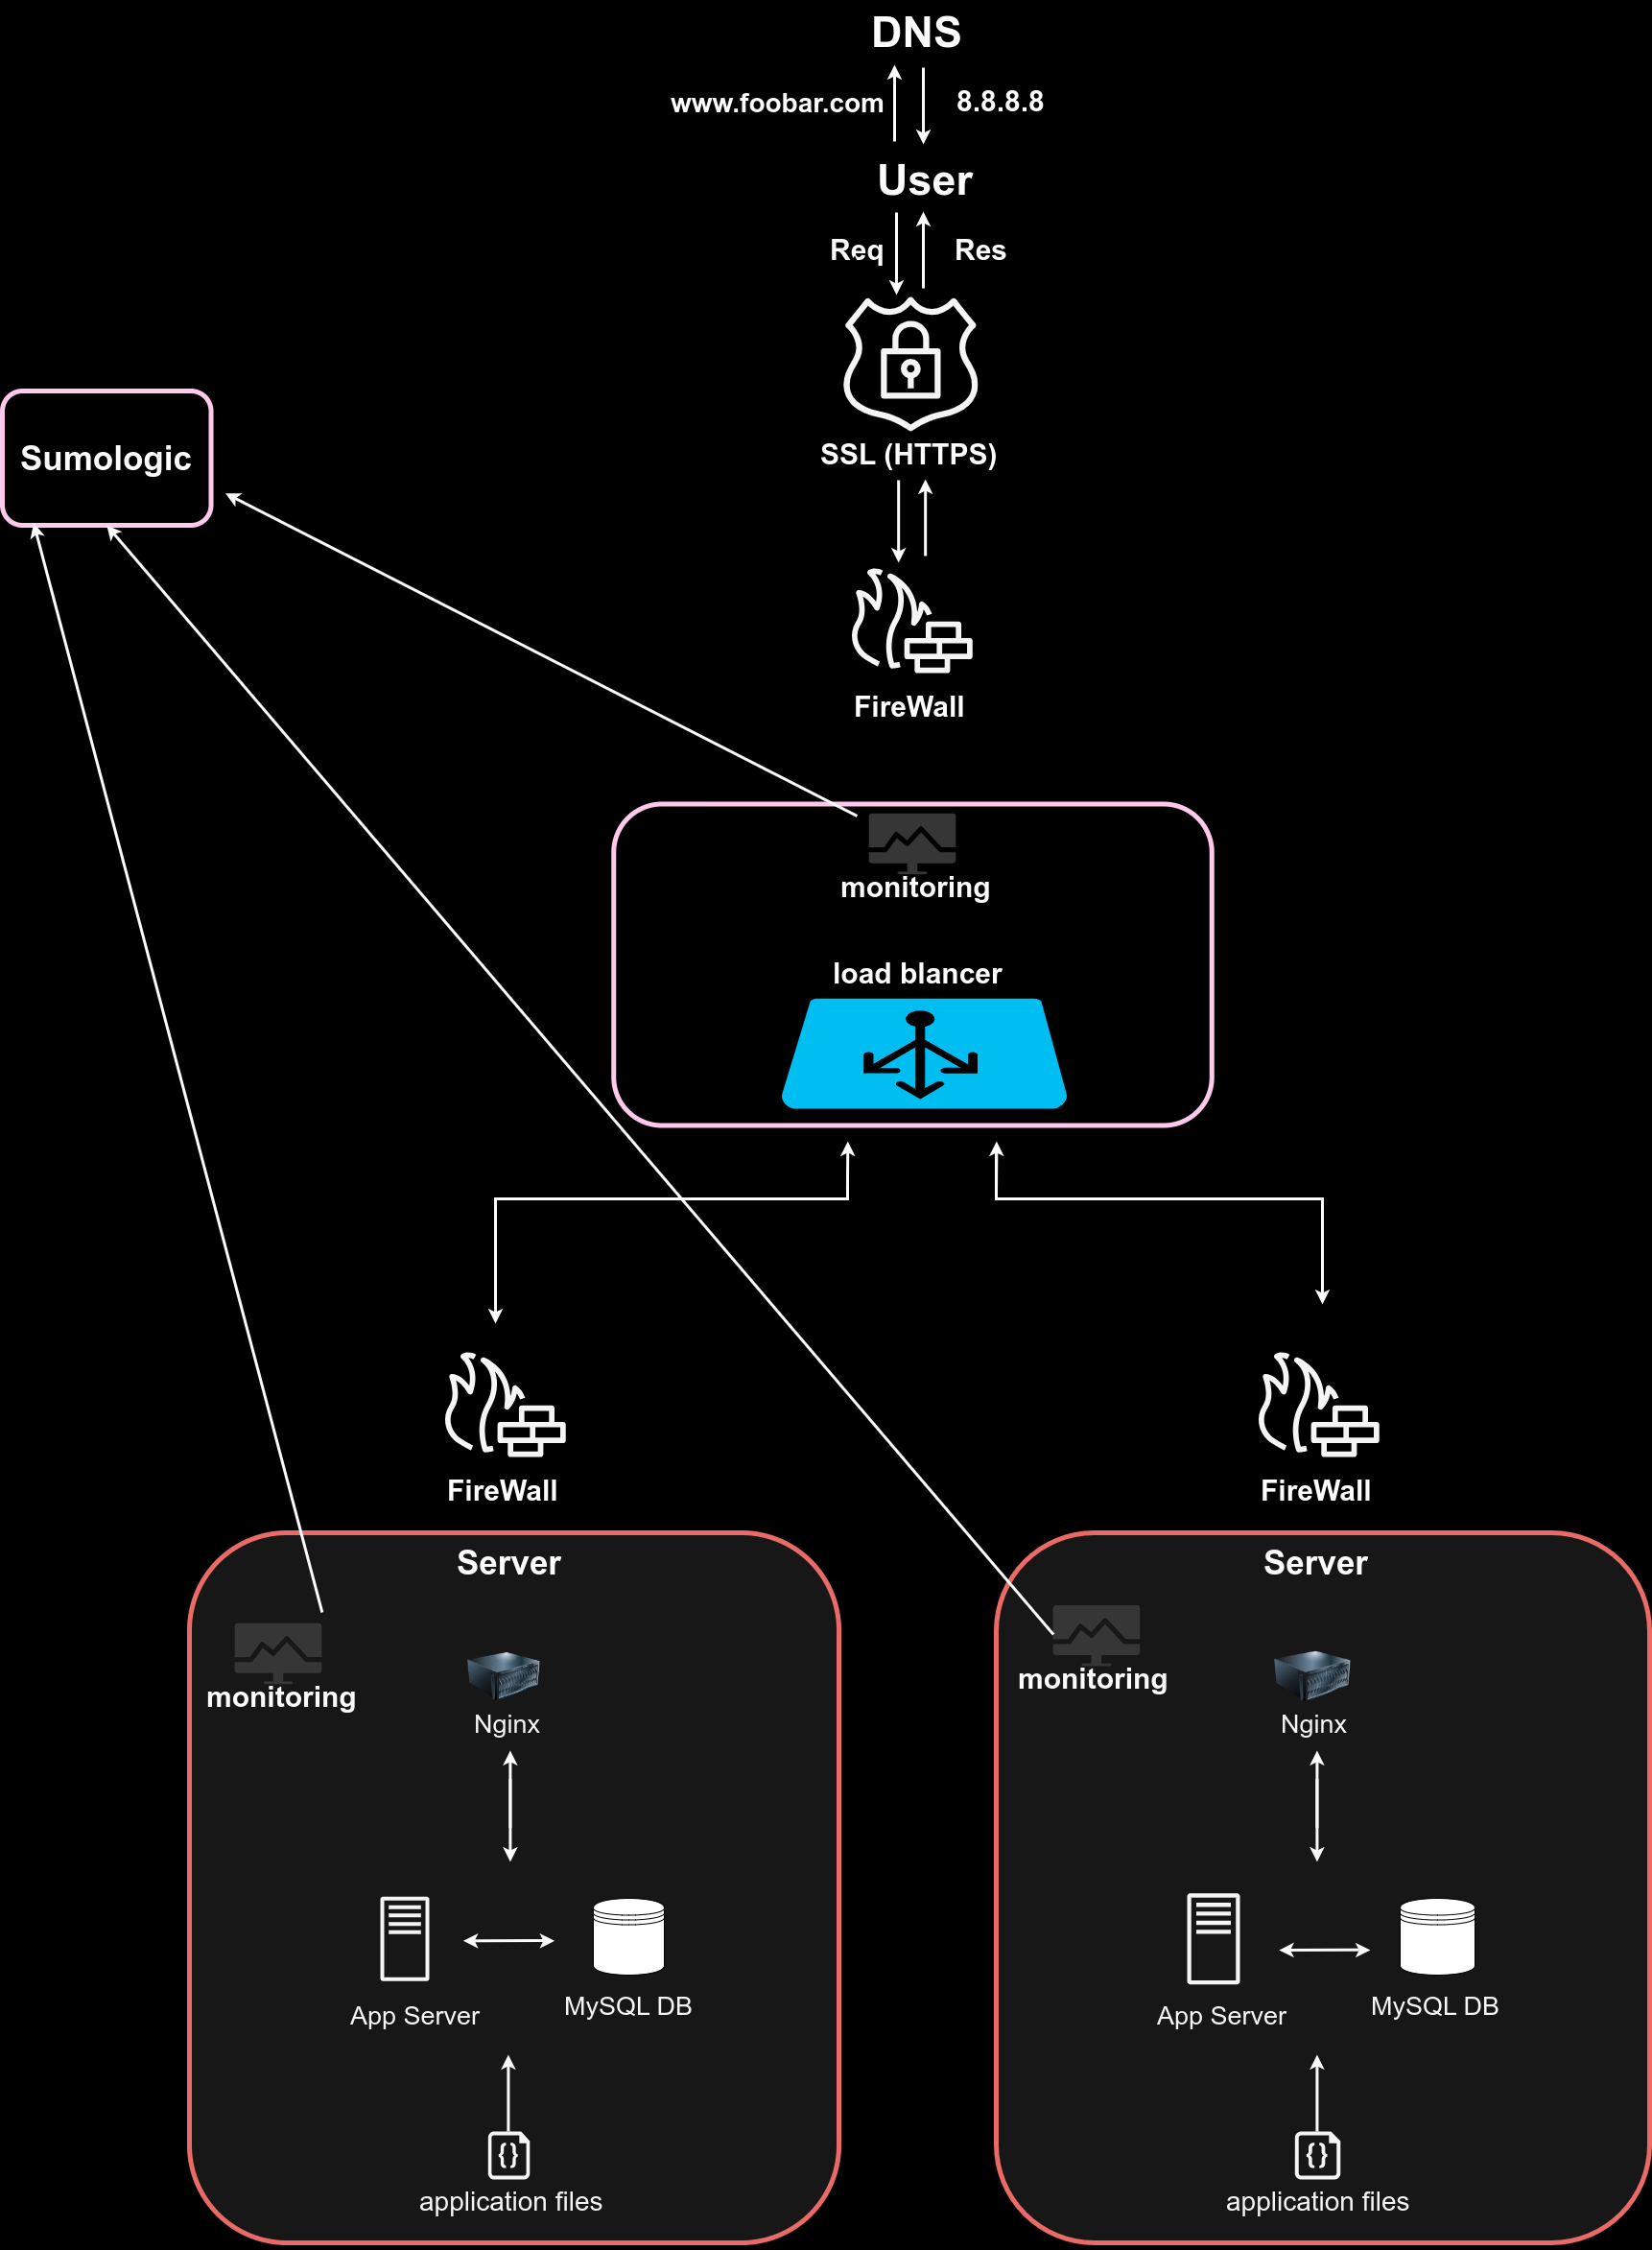 DNS
www.foobar.com
8.8.8.8
User
Req
Res
SSL (HTTPS)
Sumologic
FireWall
monitoring
load blancer
FireWall
FireWall
Server
Server
monitoring
Nginx
monitoring
Nginx
App Server
MySQL DB
App Server
MySQL DB
{}
application files
{}
application files